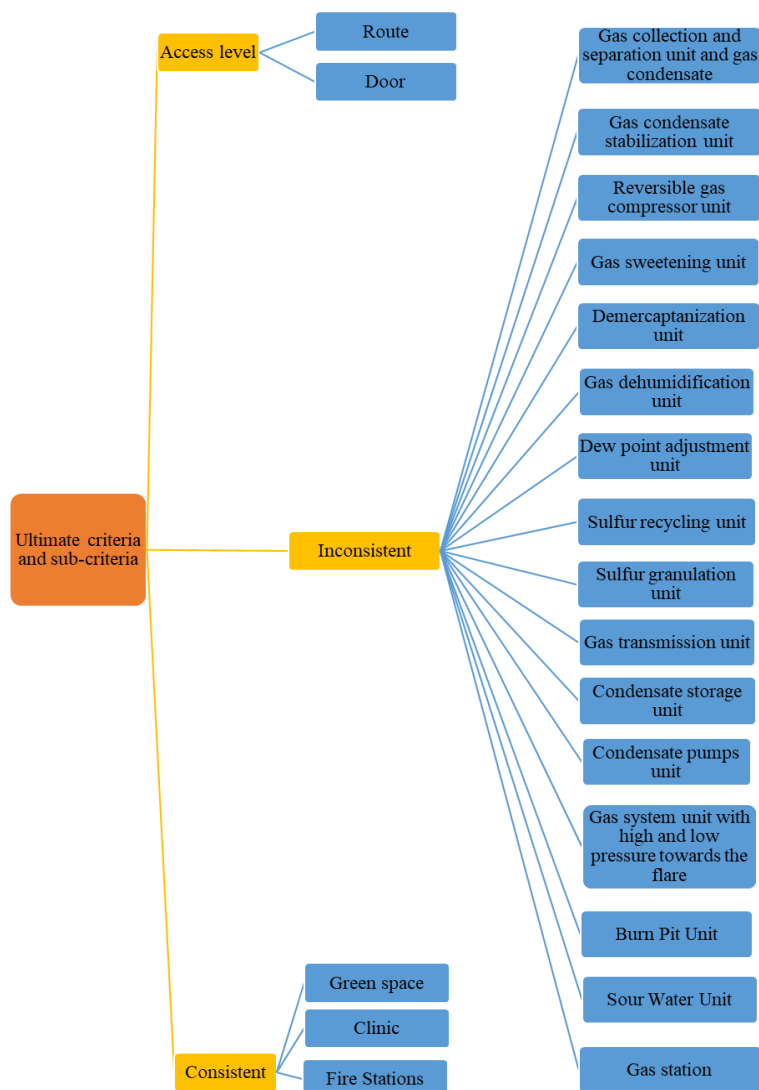 Ultimate criteria
and sub-criteria
Access level
Route
Door
Inconsistent
Gas collection and
separation unit and gas
condensate
Gas condensate
stabilization unit
Reversible gas
compressor unit
Gas sweetening unit
Demercaptanization
unit
Gas dehumidification
unit
Dew point adjustment
unit
Sulfur recycling unit
Sulfur granulation
unit
Gas transmission unit
Condensate storage
unit
Condensate pumps
unit
Gas system unit with
high and low
pressure towards the
flare
Burn Pit Unit
Sour Water Unit
Gas station
Consistent
Green space
Clinic
Fire Stations